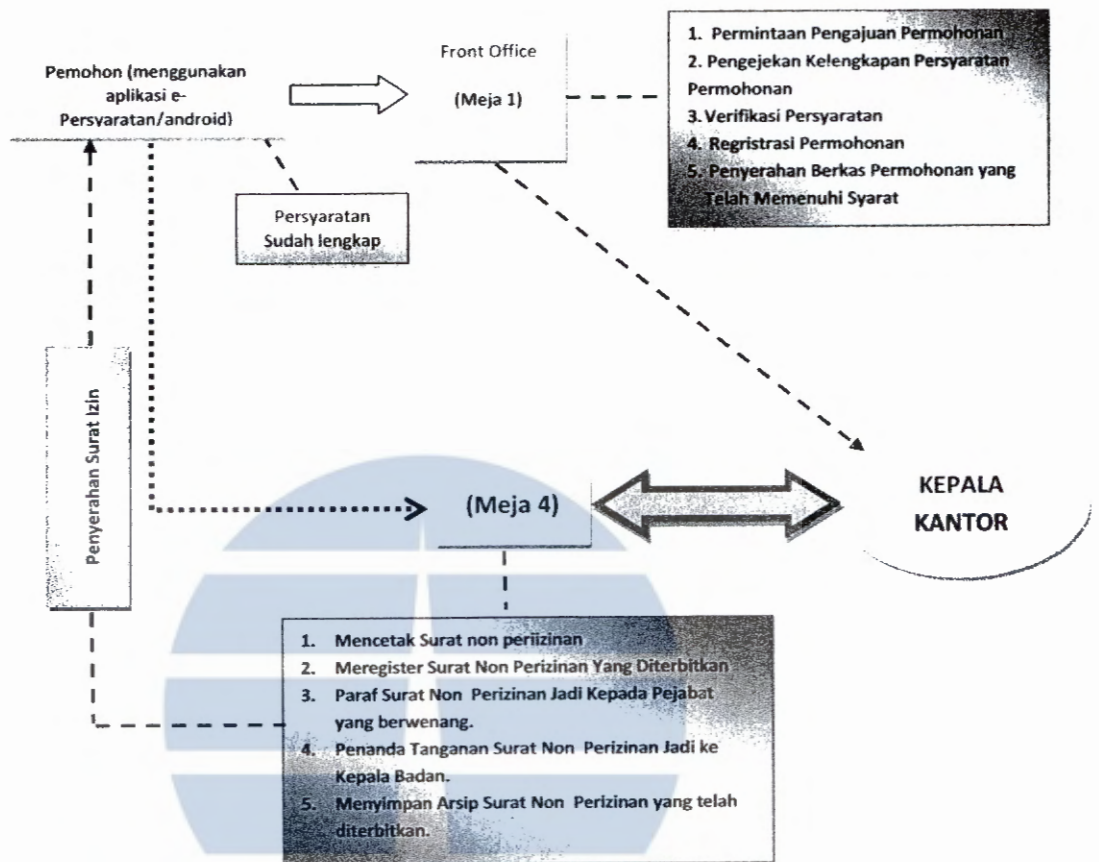 Pemohon (menggunakan
aplikasi e-
Persyaratan/android)
Front Office
(Meja 1)
1. Permintaan Pengajuan Permohonan
2. Pengejekan Kelengkapan Persyaratan
Permohonan
3. Verifikasi Persyaratan
4. Regristrasi Permohonan
5. Penyerahan Berkas Permohonan yang
Telah Memenuhi Syarat
Persyaratan
Sudah lengkap
Penyerahan Surat Izin
(Meja 4)
KEPALA
KANTOR
1. Mencetak Surat non periizinan
2. Meregister Surat Non Perizinan Yang Diterbitkan
3. Paraf Surat Non Perizinan Jadi Kepada Pejabat
yang berwenang.
4. Penanda Tanganan Surat Non Perizinan Jadi ke
Kepala Badan.
5. Menyimpan Arsip Surat Non Perizinan yang telah
diterbitkan.